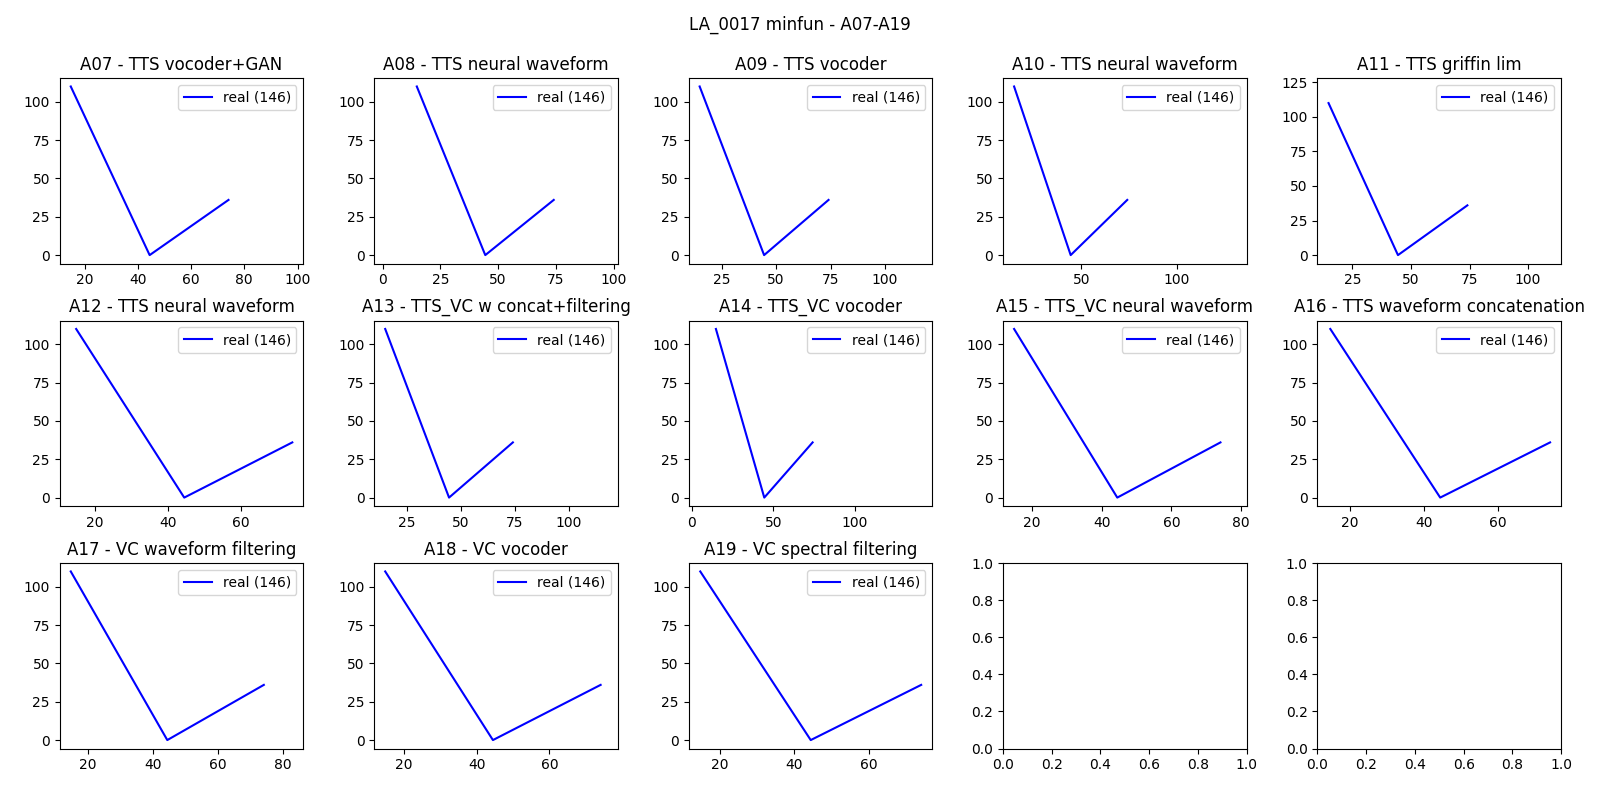 LA_0017 minfun - A07-A19
A07 - TTS vocoder+GAN
A08 - TTS neural waveform
A09 - TTS vocoder
A10 - TTS neural waveform
A11 - TTS griffin lim
real (146)
real (146)
real (146)
real (146)
real (146)
100
75
50
25
0
20 40 60 80 100
100
75
50
25
0
0 25 50 75 100
100
75
50
25
0
25 50 75 100
100
75
50
25
0
50 100
125
100
75
50
25
0
25 50 75 100
A12 - TTS neural waveform
A13 - TTS_VC w concat+filtering
A14 - TTS_VC vocoder
A15 - TTS_VC neural waveform
A16 - TTS waveform concatenation
real (146)
real (146)
real (146)
real (146)
real (146)
100
75
50
25
0
20 40 60
100
75
50
25
0
25 50 75 100
100
75
50
25
0
0 50 100
100
75
50
25
0
20 40 60 80
100
75
50
25
0
20 40 60
A17 - VC waveform filtering
A18 - VC vocoder
A19 - VC spectral filtering
real (146)
real (146)
real (146)
100
75
50
25
0
20 40 60 80
100
75
50
25
0
20 40 60
100
75
50
25
0
20 40 60
1.0
0.8
0.6
0.4
0.2
0.0
0.0 0.2 0.4 0.6 0.8 1.0
1.0
0.8
0.6
0.4
0.2
0.0
0.0 0.2 0.4 0.6 0.8 1.0